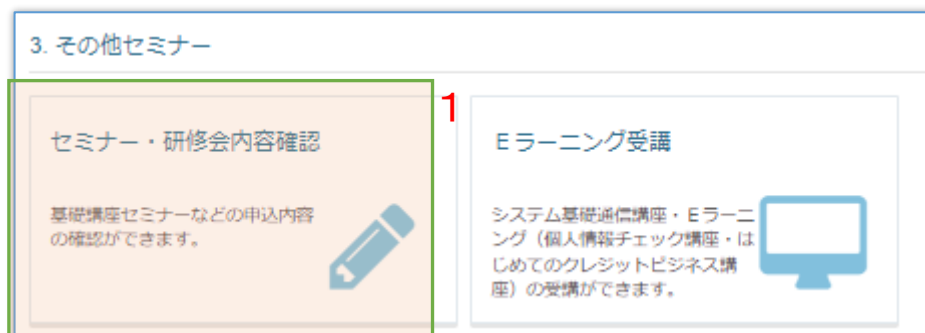 3. その他セミナー
1
セミナー・研修会内容確認
基礎講座セミナーなどの申込内容
の確認ができます。
Eラーニング受講
システム基礎通信講座・Eラーニ
ング（個人情報チェック講座・は
じめてのクレジットビジネス講
座）の受講ができます。